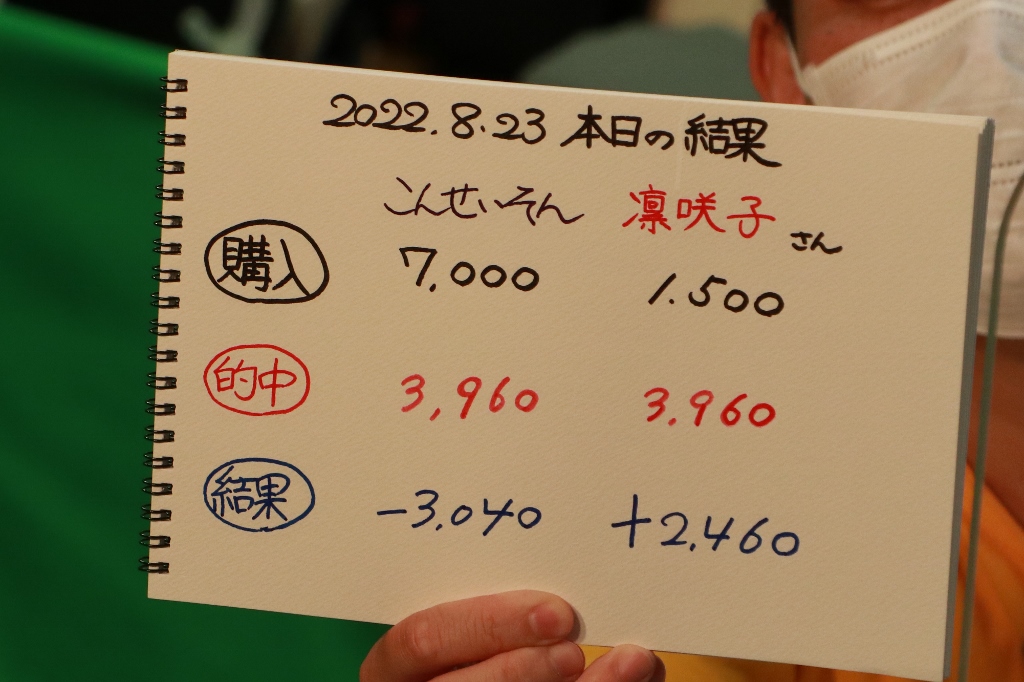 2022.8.23 本日の結果
こんせいそん 凛咲子さん
購入 7,000 1.500
的中 3,960 3.960
結果 -3,040 +2,460